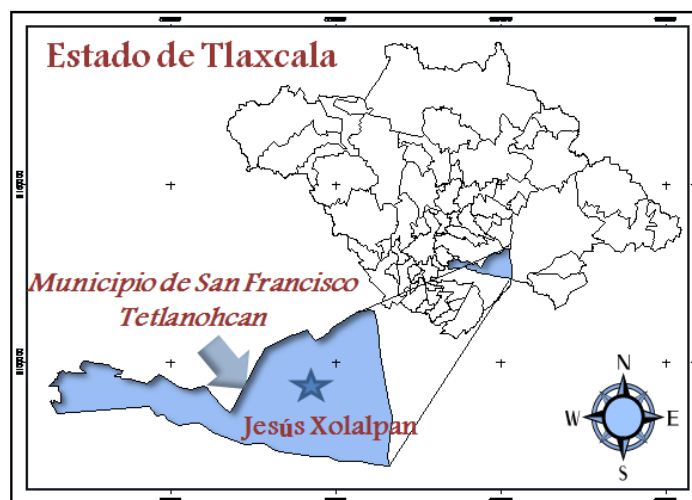 Estado de Tlaxcala
Municipio de San Francisco
Tetlanohcan
Jesús Xolalpan
N
W
E
S